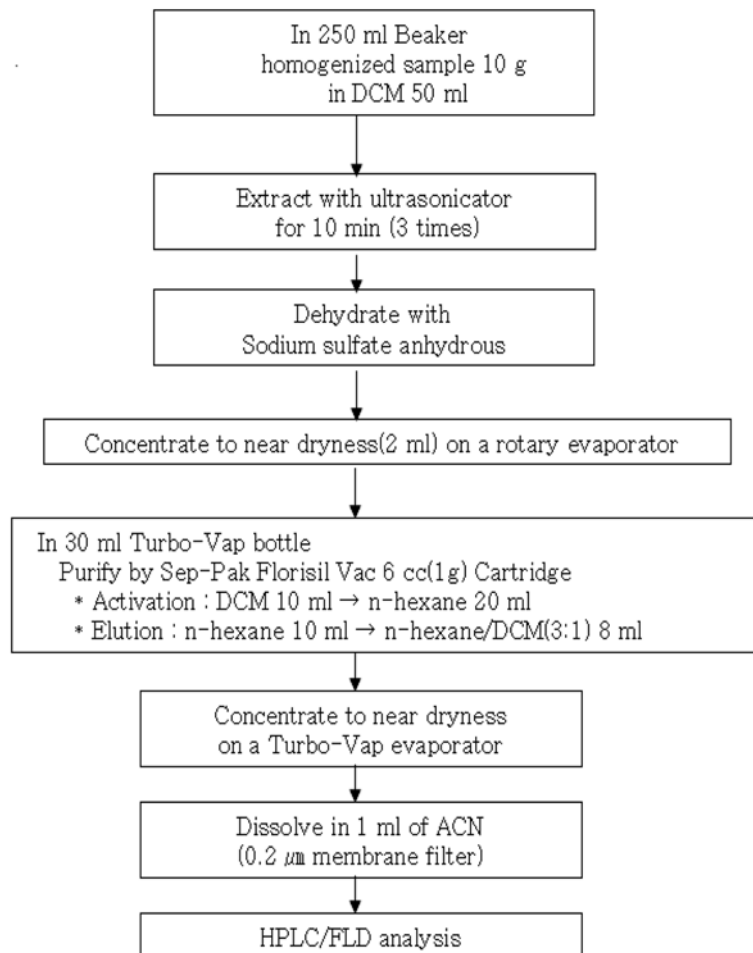 In 250 ml Beaker
homogenized sample 10 g
in DCM 50 ml
Extract with ultrasonicator
for 10 min (3 times)
Dehydrate with
Sodium sulfate anhydrous
Concentrate to near dryness(2 ml) on a rotary evaporator
In 30 ml Turbo-Vap bottle
Purify by Sep-Pak Florisil Vac 6 cc(1g) Cartridge
* Activation : DCM 10 ml → n-hexane 20 ml
* Elution : n-hexane 10 ml → n-hexane/DCM(3:1) 8 ml
Concentrate to near dryness
on a Turbo-Vap evaporator
Dissolve in 1 ml of ACN
(0.2 ㎛ membrane filter)
HPLC/FLD analysis